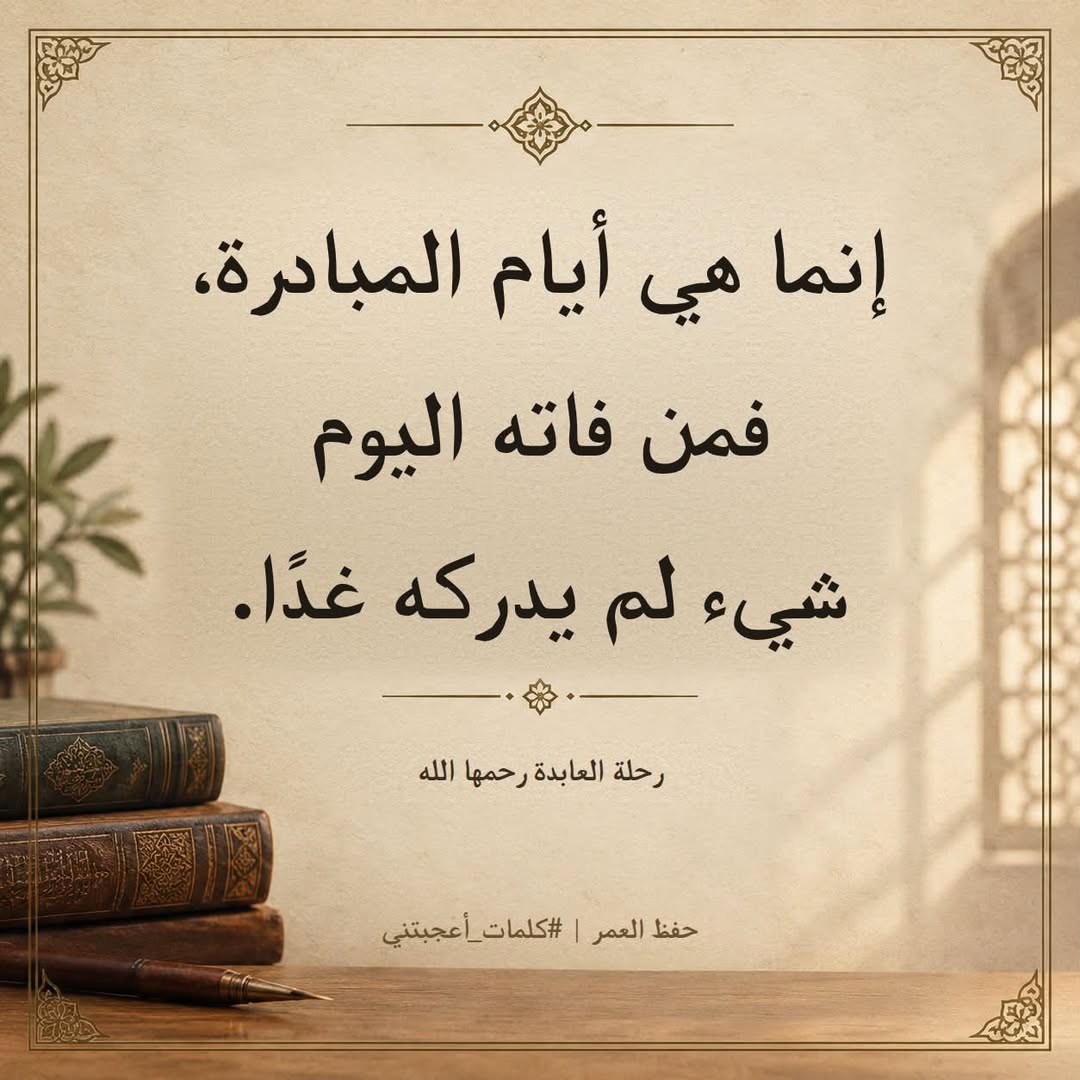 إنما هي أيام المبادرة،
فمن فاته اليوم
شيء لم يدركه غدًا.
رحلة العابدة رحمها الله
حفظ العمر | #كلمات_أعجبتني